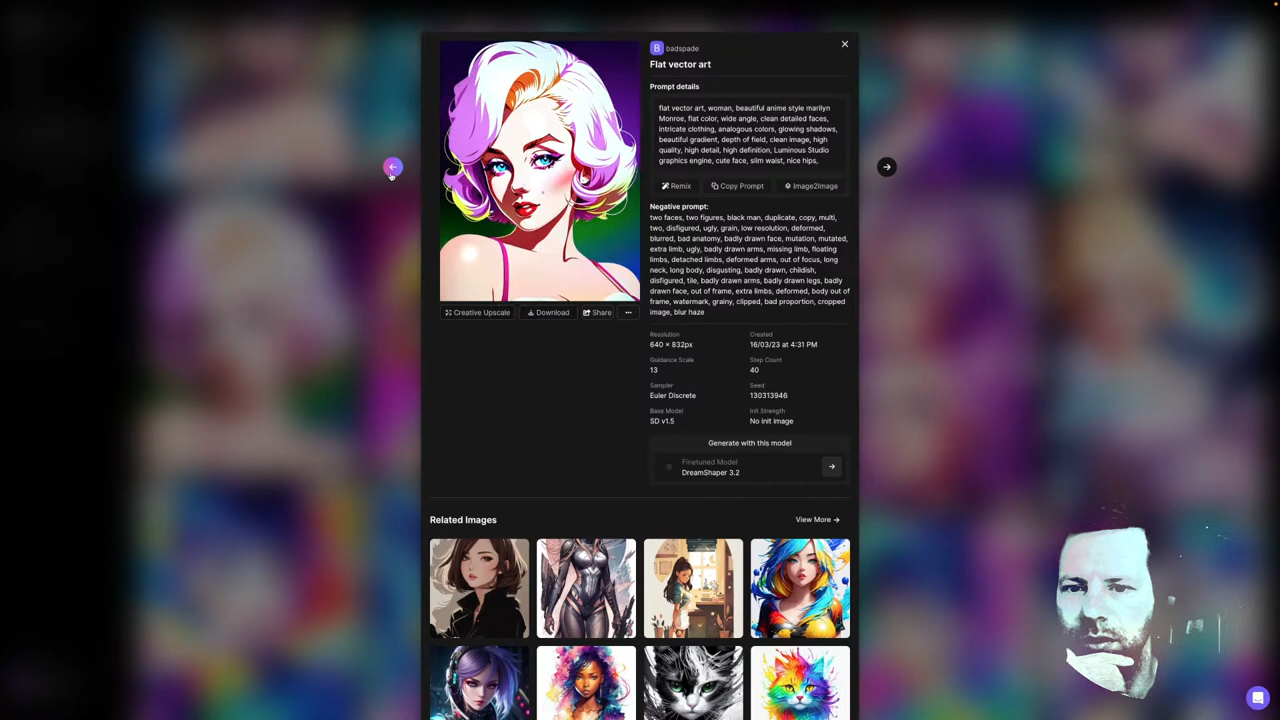 B badspade
Flat vector art
Prompt details
flat vector art, woman, beautiful anime style marilyn
Monroe, flat color, wide angle, clean detailed faces,
intricate clothing, analogous colors, glowing shadows,
beautiful gradient, depth of field, clean image, high
quality, high detail, high definition, Luminous Studio
graphics engine, cute face, slim waist, nice hips,
Remix
Copy Prompt
Image2Image
Negative prompt:
two faces, two figures, black man, duplicate, copy, multi,
two, disfigured, ugly, grain, low resolution, deformed,
blurred, bad anatomy, badly drawn face, mutation, mutated,
extra limb, ugly, badly drawn arms, missing limb, floating
limbs, detached limbs, deformed arms, out of focus, long
neck, long body, disgusting, badly drawn, childish,
disfigured, tile, badly drawn arms, badly drawn legs, badly
drawn face, out of frame, extra limbs, deformed, body out of
frame, watermark, grainy, clipped, bad proportion, cropped
image, blur haze
Creative Upscale
Download
Share
Resolution
640 × 832px
Created
16/03/23 at 4:31 PM
Guidance Scale
13
Step Count
40
Sampler
Euler Discrete
Seed
130313946
Base Model
SD v1.5
Init Strength
No init image
Generate with this model
Finetuned Model
DreamShaper 3.2
Related Images
View More